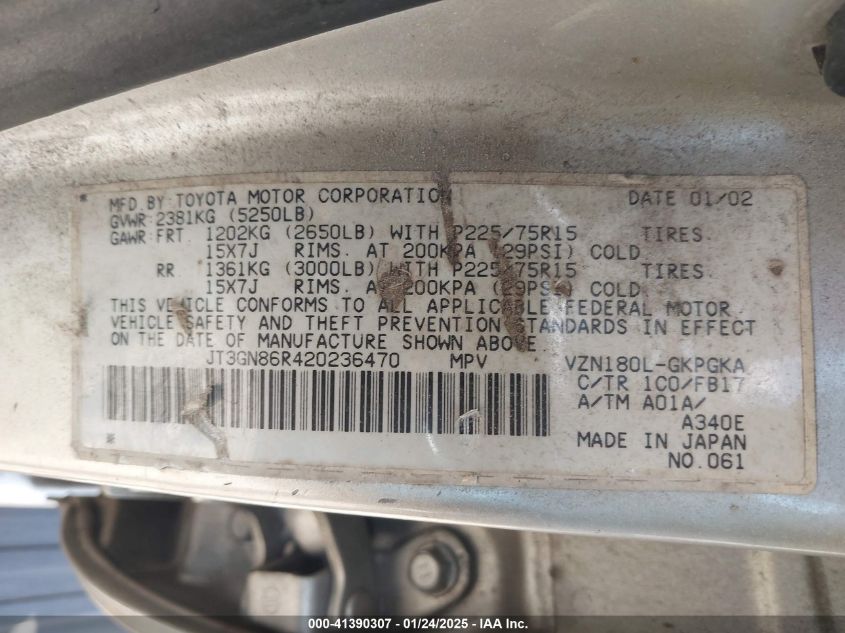 MFD.BY TOYOTA MOTOR CORPORATION DATE 01/02
GVWR 2381KG (5250LB)
GAWR FRT 1202KG (2650LB) WITH P225/75R15 TIRES
15X7J RIMS. AT 200KPA (29PSI) COLD
RR 1361KG (3000LB) WITH P225/75R15 TIRES
15X7J RIMS. AT 200KPA (29PSI) COLD
THIS VEHICLE CONFORMS TO ALL APPLICABLE FEDERAL MOTOR
VEHICLE SAFETY AND THEFT PREVENTION STANDARDS IN EFFECT
ON THE DATE OF MANUFACTURE SHOWN ABOVE.
JT3GN86R420236470 MPV VZN180L-GKPGKA
C/TR 1C0/FB17
A/TM A01A/
A340E
MADE IN JAPAN
NO.061
000-41390307 - 01/24/2025 - IAA Inc.